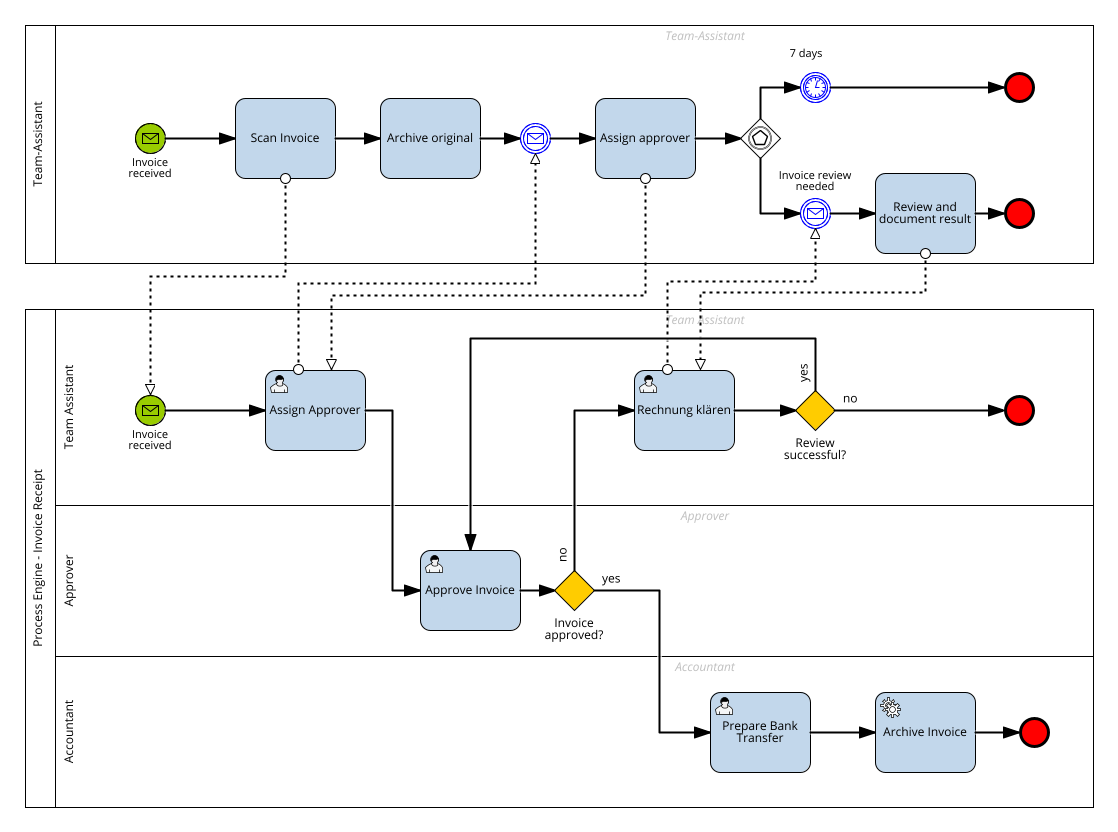 Team-Assistant
Team-Assistant
7 days
Scan Invoice
Archive original
Assign approver
Invoice
received
Invoice review
needed
Review and
document result
Process Engine - Invoice Receipt
Team Assistant
Team Assistant
yes
no
Assign Approver
Rechnung klären
Invoice
received
Review
successful?
Approver
Approver
no
yes
Approve Invoice
Invoice
approved?
Accountant
Accountant
Prepare Bank
Transfer
Archive Invoice